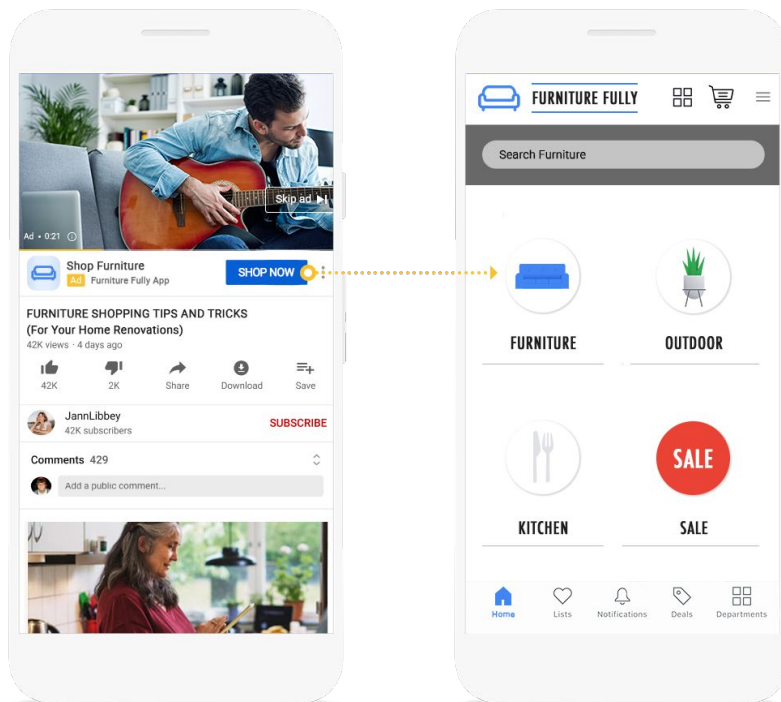 Skip ad
Ad • 0:21
Shop Furniture
SHOP NOW
Ad Furniture Fully App
FURNITURE SHOPPING TIPS AND TRICKS
(For Your Home Renovations)
42K views · 4 days ago
42K 2K Share Download Save
JannLibbey
42K subscribers
SUBSCRIBE
Comments 429
Add a public comment...
FURNITURE FULLY
Search Furniture
FURNITURE OUTDOOR
SALE
KITCHEN SALE
Home Lists Notifications Deals Departments